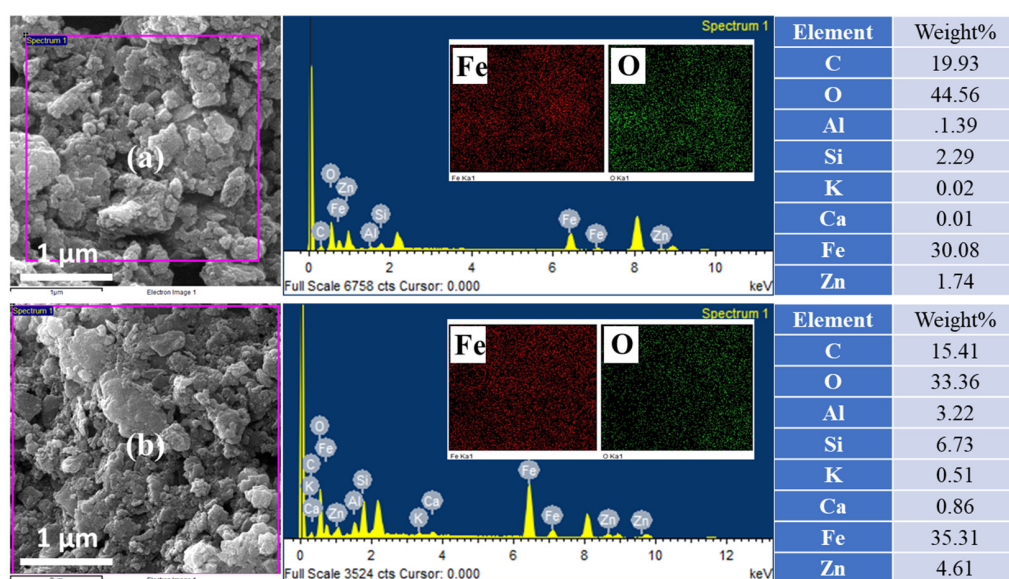 Spectrum 1
(a)
1 μm
1μm
Electron Image 1
Spectrum 1
Fe
O
Fe Ka1
O Ka1
O
Zn
Fe
Si
C
Al
Fe
Fe
Zn
0 2 4 6 8 10
Full Scale 6758 cts Cursor: 0.000
keV
Element Weight%
C 19.93
O 44.56
Al .1.39
Si 2.29
K 0.02
Ca 0.01
Fe 30.08
Zn 1.74
Spectrum 1
(b)
1 μm
Electron Image 1
Spectrum 1
Fe
O
Fe Ka1
O Ka1
O
Fe
C
K
Ca
Zn
Al
Si
K
Ca
Fe
Fe
Zn
Zn
0 2 4 6 8 10 12
Full Scale 3524 cts Cursor: 0.000
keV
Element Weight%
C 15.41
O 33.36
Al 3.22
Si 6.73
K 0.51
Ca 0.86
Fe 35.31
Zn 4.61